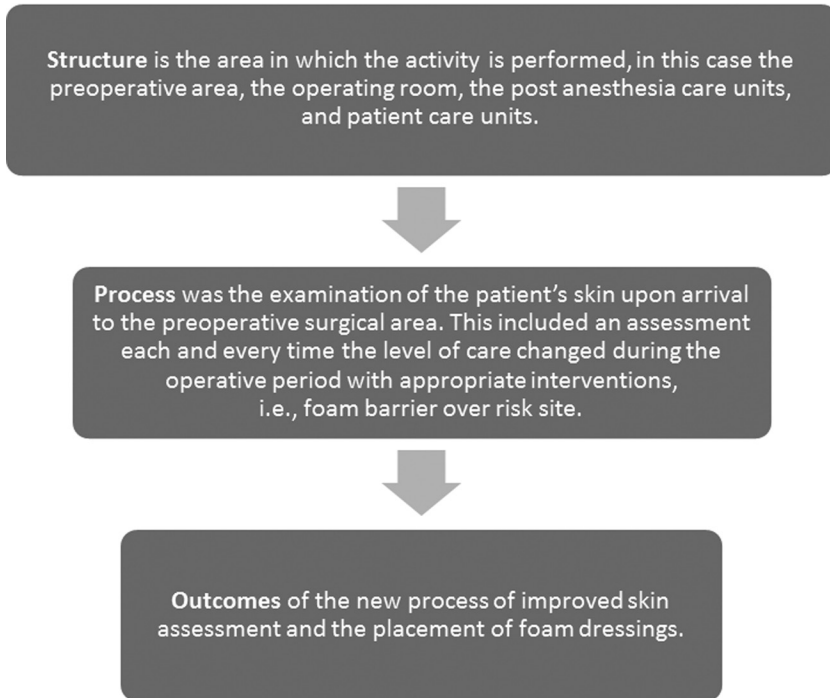 Structure is the area in which the activity is performed, in this case the
preoperative area, the operating room, the post anesthesia care units,
and patient care units.
Process was the examination of the patient’s skin upon arrival
to the preoperative surgical area. This included an assessment
each and every time the level of care changed during the
operative period with appropriate interventions,
i.e., foam barrier over risk site.
Outcomes of the new process of improved skin
assessment and the placement of foam dressings.